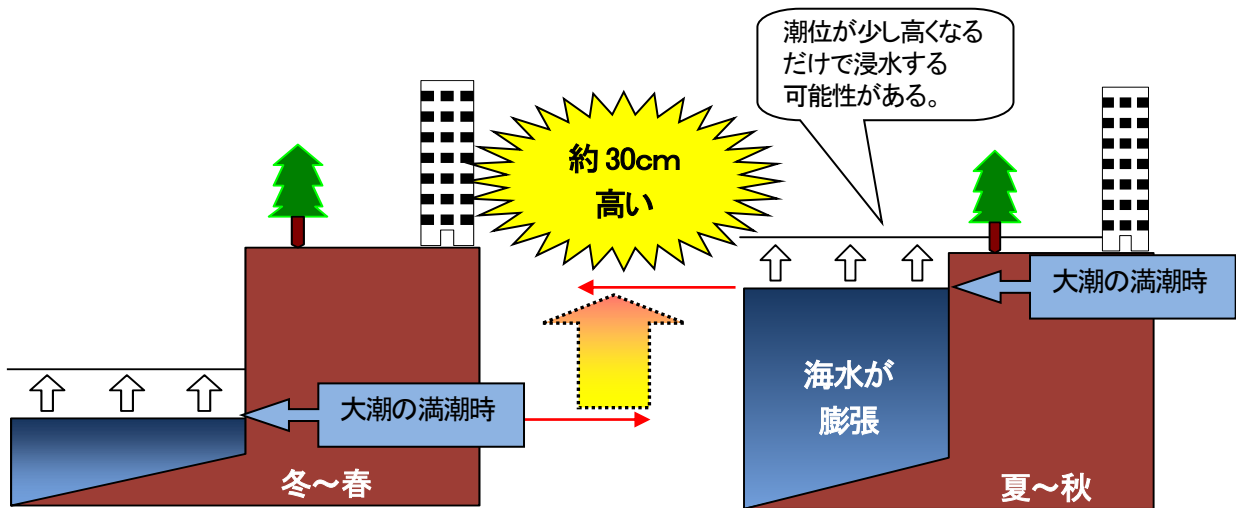 潮位が少し高くなる
だけで浸水する
可能性がある。
約30cm
高い
大潮の満潮時
海水が
膨張
大潮の満潮時
冬～春
夏～秋